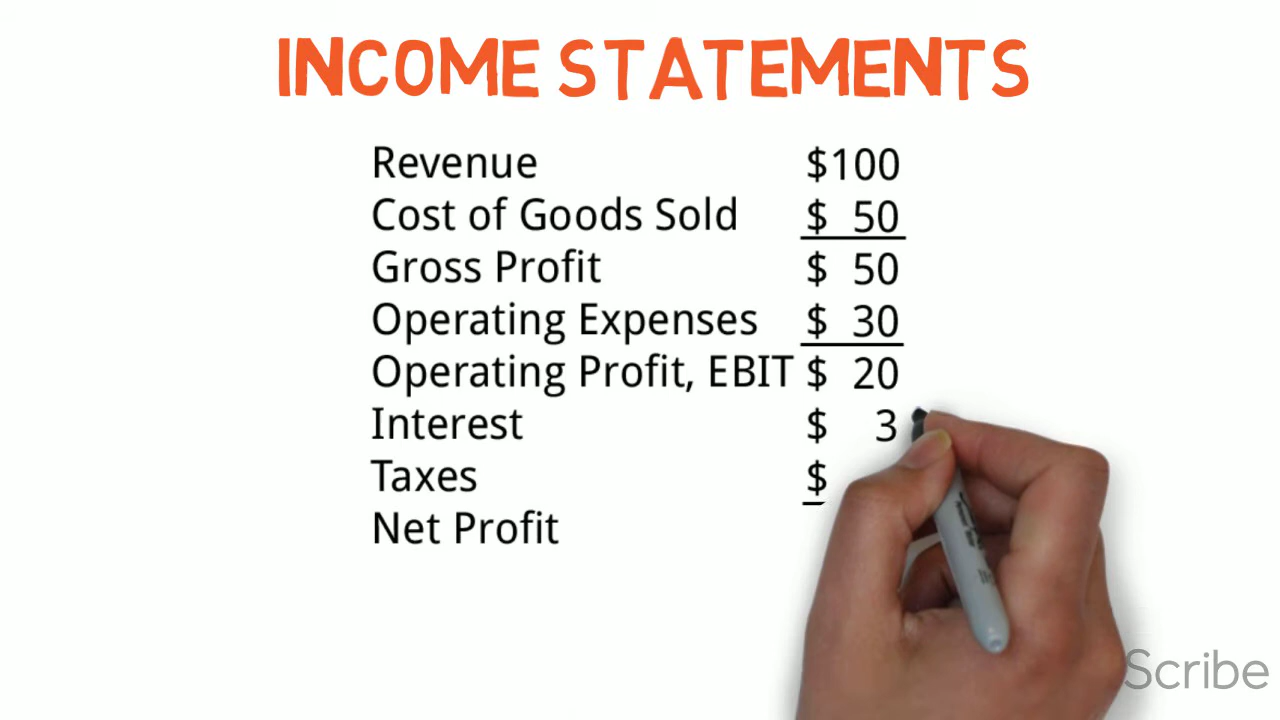 INCOME STATEMENTS
Revenue $100
Cost of Goods Sold $ 50
Gross Profit $ 50
Operating Expenses $ 30
Operating Profit, EBIT $ 20
Interest $ 3
Taxes $
Net Profit
Scribe